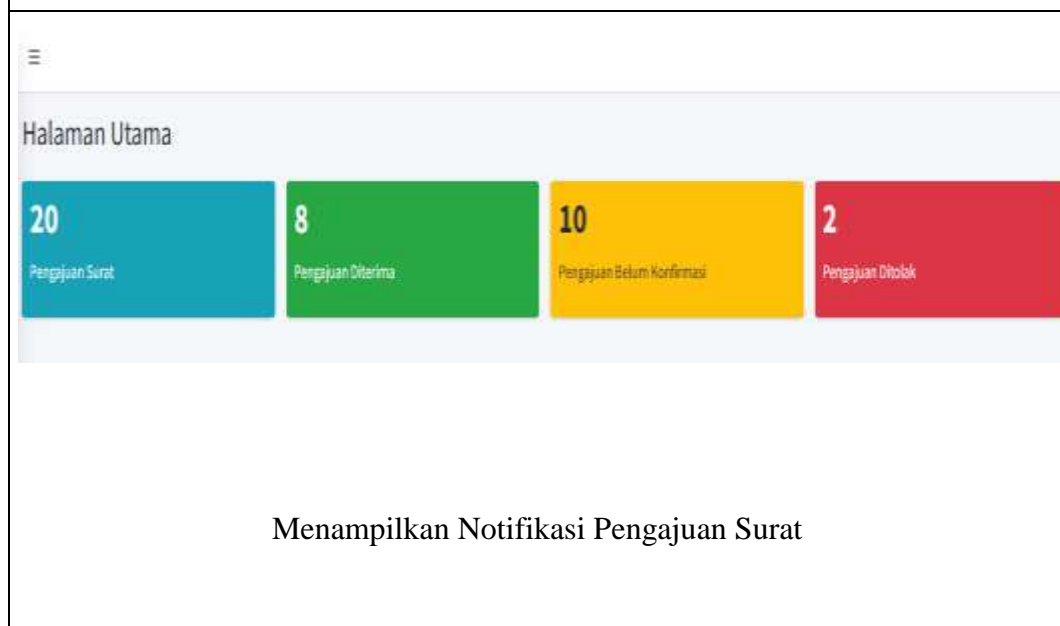 Halaman Utama
20
Pengajuan Surat
8
Pengajuan Diterima
10
Pengajuan Belum Konfirmasi
2
Pengajuan Ditolak
Menampilkan Notifikasi Pengajuan Surat